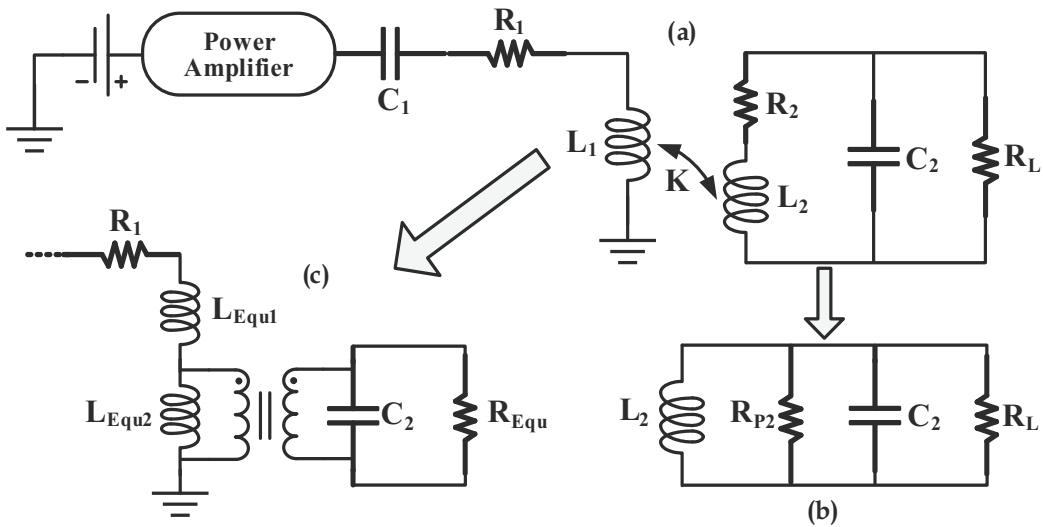 (a)
Power
Amplifier
− +
C1
R1
L1
K
R2
L2
C2
RL
R1
(c)
LEqu1
LEqu2
C2
REqu
L2
RP2
C2
RL
(b)